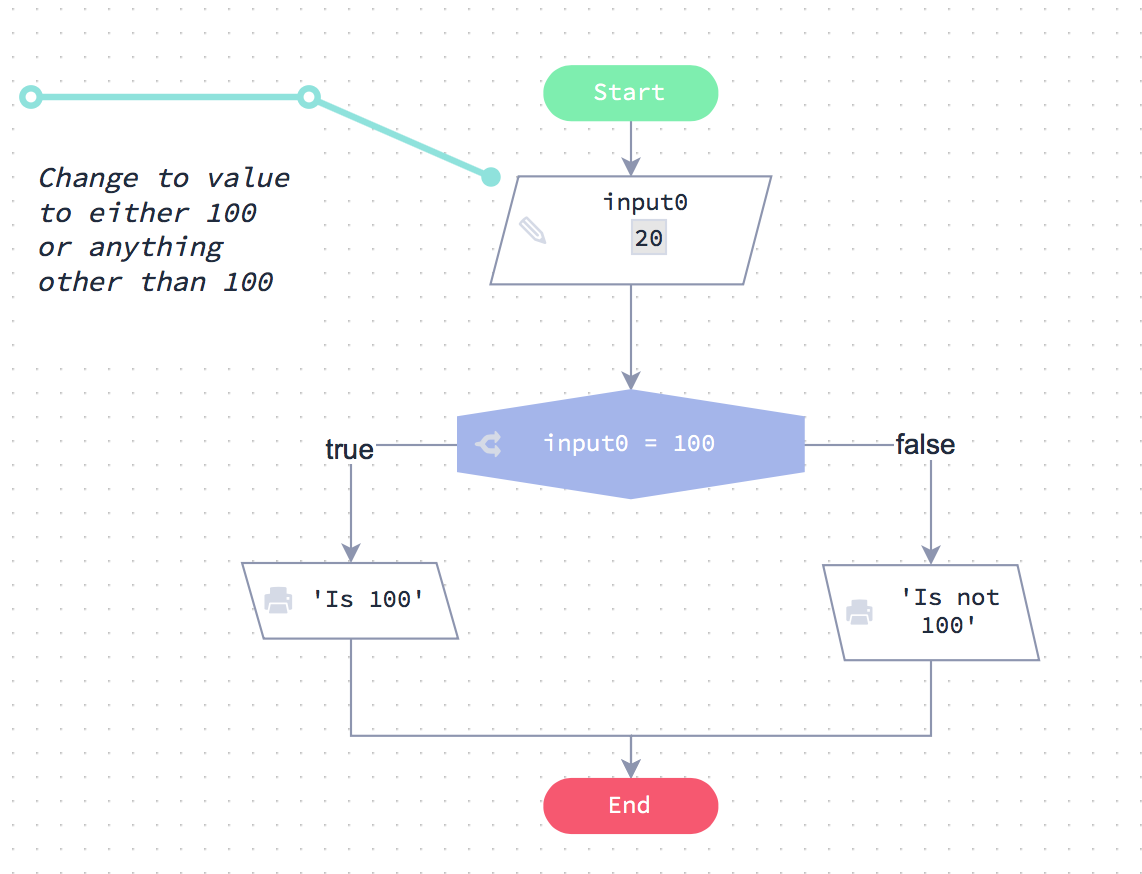 Start
Change to value
to either 100
or anything
other than 100
input0
20
input0 = 100
true
false
'Is 100'
'Is not
100'
End